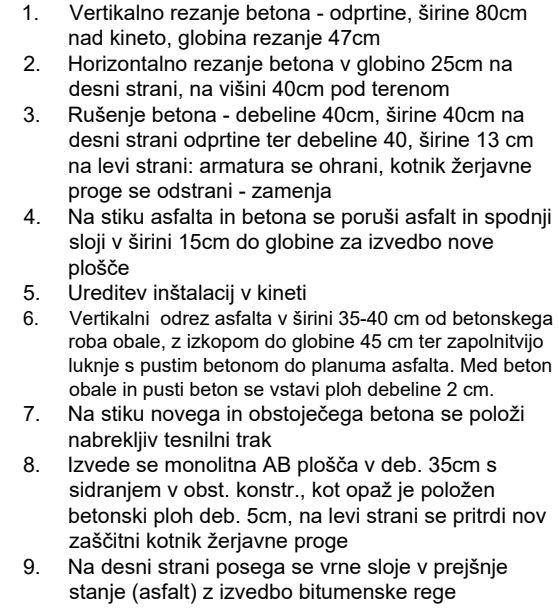 1. Vertikalno rezanje betona - odprtine, širine 80cm
nad kineto, globina rezanje 47cm
2. Horizontalno rezanje betona v globino 25cm na
desni strani, na višini 40cm pod terenom
3. Rušenje betona - debeline 40cm, širine 40cm na
desni strani odprtine ter debeline 40, širine 13 cm
na levi strani: armatura se ohrani, kotnik žerjavne
proge se odstrani - zamenja
4. Na stiku asfalta in betona se poruši asfalt in spodnji
sloji v širini 15cm do globine za izvedbo nove
plošče
5. Ureditev inštalacij v kineti
6. Vertikalni odrez asfalta v širini 35-40 cm od betonskega
roba obale, z izkopom do globine 45 cm ter zapolnitvijo
luknje s pustim betonom do planuma asfalta. Med beton
obale in pusti beton se vstavi ploh debeline 2 cm.
7. Na stiku novega in obstoječega betona se položi
nabrekljiv tesnilni trak
8. Izvede se monolitna AB plošča v deb. 35cm s
sidranjem v obst. konstr., kot opaž je položen
betonski ploh deb. 5cm, na levi strani se pritrdi nov
zaščitni kotnik žerjavne proge
9. Na desni strani posega se vrne sloje v prejšnje
stanje (asfalt) z izvedbo bitumenske rege